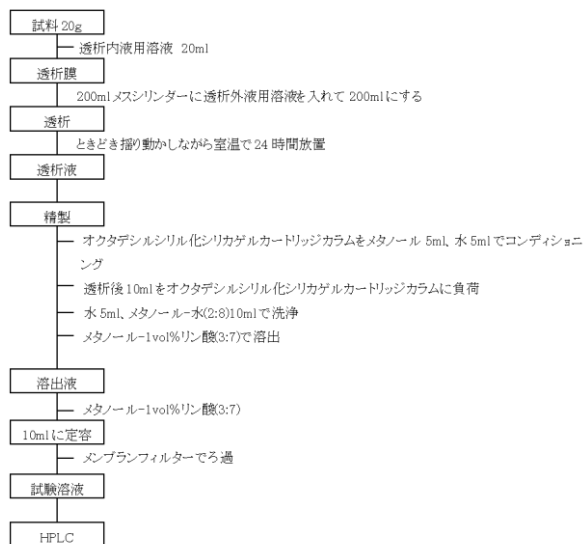 試料 20g
透析内液用溶液 20ml
透析膜
200mlメスシリンダーに透析外液用溶液を入れて 200mlにする
透析
ときどき揺り動かしながら室温で 24 時間放置
透析液
精製
オクタデシルシリル化シリカゲルカートリッジカラムをメタノール 5ml、水 5mlでコンディショニ
ング
透析後 10mlをオクタデシルシリル化シリカゲルカートリッジカラムに負荷
水 5ml、メタノール-水(2:8)10mlで洗浄
メタノール-1vol%リン酸(3:7)で溶出
溶出液
メタノール-1vol%リン酸(3:7)
10mlに定容
メンブランフィルターでろ過
試験溶液
HPLC